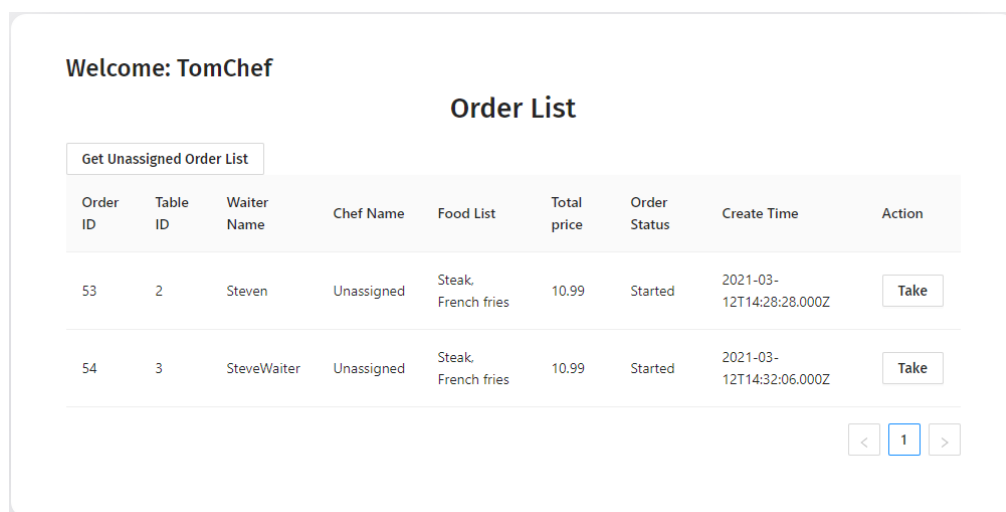 Welcome: TomChef
Order List
Get Unassigned Order List
Order ID Table ID Waiter Name Chef Name Food List Total price Order Status Create Time Action
53 2 Steven Unassigned Steak, French fries 10.99 Started 2021-03-12T14:28:28.000Z Take
54 3 SteveWaiter Unassigned Steak, French fries 10.99 Started 2021-03-12T14:32:06.000Z Take
< 1 >